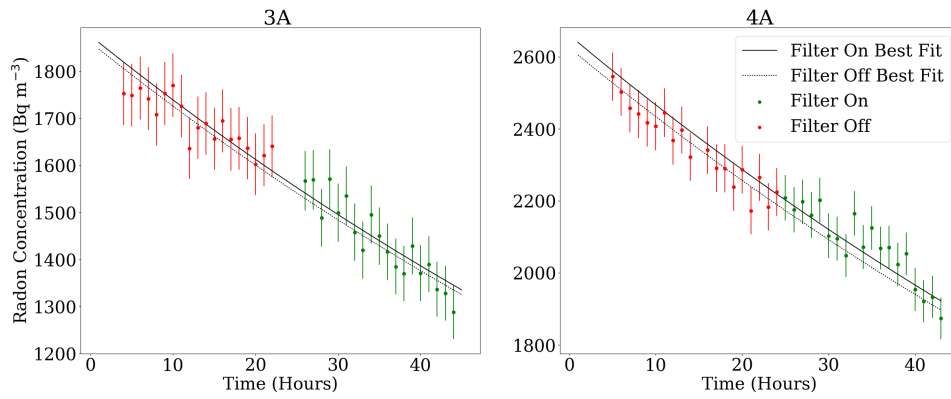 3A
4A
Radon Concentration (Bq m⁻³)
1800
1700
1600
1500
1400
1300
1200
0
10
20
30
40
Time (Hours)
2600
2400
2200
2000
1800
0
10
20
30
40
Time (Hours)
Filter On Best Fit
Filter Off Best Fit
Filter On
Filter Off